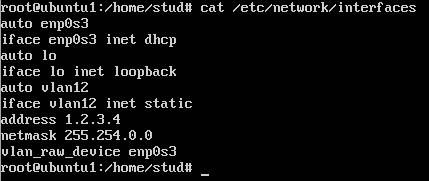 root@ubuntu1:/home/stud# cat /etc/network/interfaces
auto enp0s3
iface enp0s3 inet dhcp
auto lo
iface lo inet loopback
auto vlan12
iface vlan12 inet static
address 1.2.3.4
netmask 255.254.0.0
vlan_raw_device enp0s3
root@ubuntu1:/home/stud# _